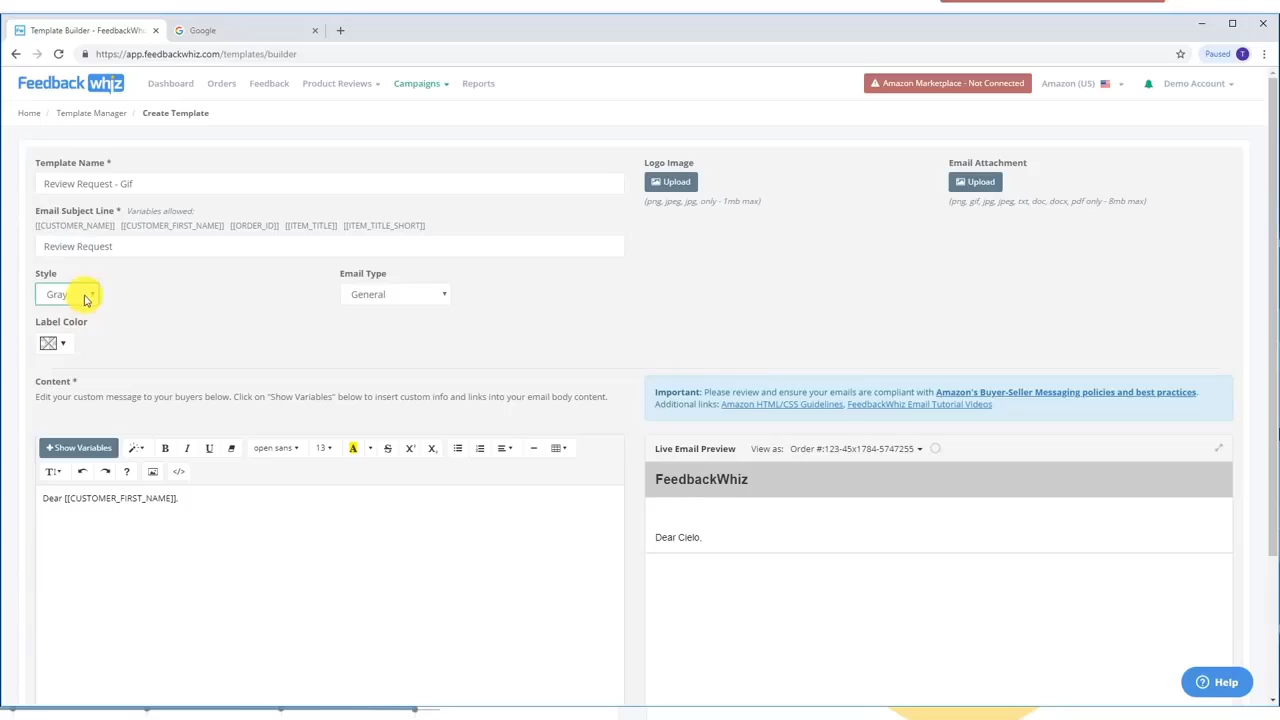 Template Builder - FeedbackWhi
Google
https://app.feedbackwhiz.com/templates/builder
Paused
T
Feedback whiz
Dashboard
Orders
Feedback
Product Reviews
Campaigns
Reports
Amazon Marketplace - Not Connected
Amazon (US)
Demo Account
Home / Template Manager / Create Template
Template Name *
Review Request - Gif
Email Subject Line * Variables allowed:
[[CUSTOMER_NAME]] [[CUSTOMER_FIRST_NAME]] [[ORDER_ID]] [[ITEM_TITLE]] [[ITEM_TITLE_SHORT]]
Review Request
Logo Image
Upload
(png, jpeg, jpg, only - 1mb max)
Email Attachment
Upload
(png, gif, jpg, jpeg, txt, doc, docx, pdf only - 8mb max)
Style
Gray
Email Type
General
Label Color
Content *
Edit your custom message to your buyers below. Click on "Show Variables" below to insert custom info and links into your email body content.
Important: Please review and ensure your emails are compliant with Amazon's Buyer-Seller Messaging policies and best practices.
Additional links: Amazon HTML/CSS Guidelines, FeedbackWhiz Email Tutorial Videos
+ Show Variables
B I U
open sans
13
A
S X² X₂
T↕
?
</>
Dear [[CUSTOMER_FIRST_NAME]],
Live Email Preview
View as: Order #:123-45x1784-5747255
FeedbackWhiz
Dear Cielo,
Help